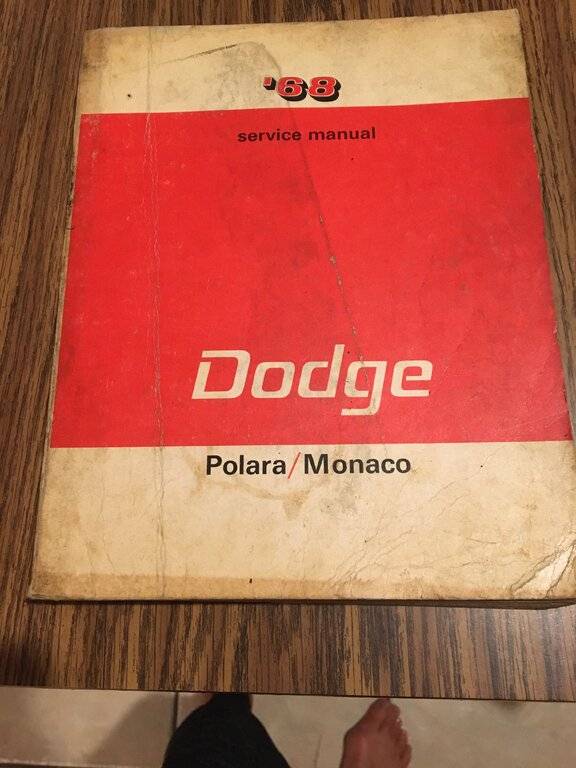 '68
service manual
Dodge
Polara/Monaco